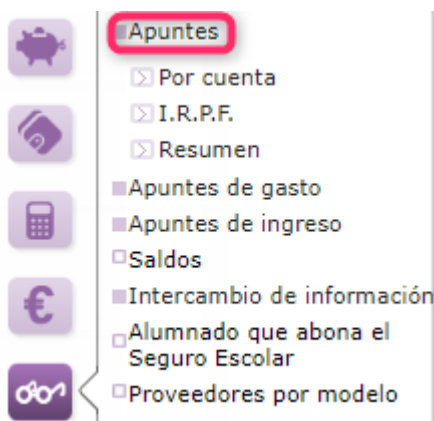 Apuntes
Por cuenta
I.R.P.F.
Resumen
Apuntes de gasto
Apuntes de ingreso
Saldos
Intercambio de información
Alumnado que abona el
Seguro Escolar
Proveedores por modelo